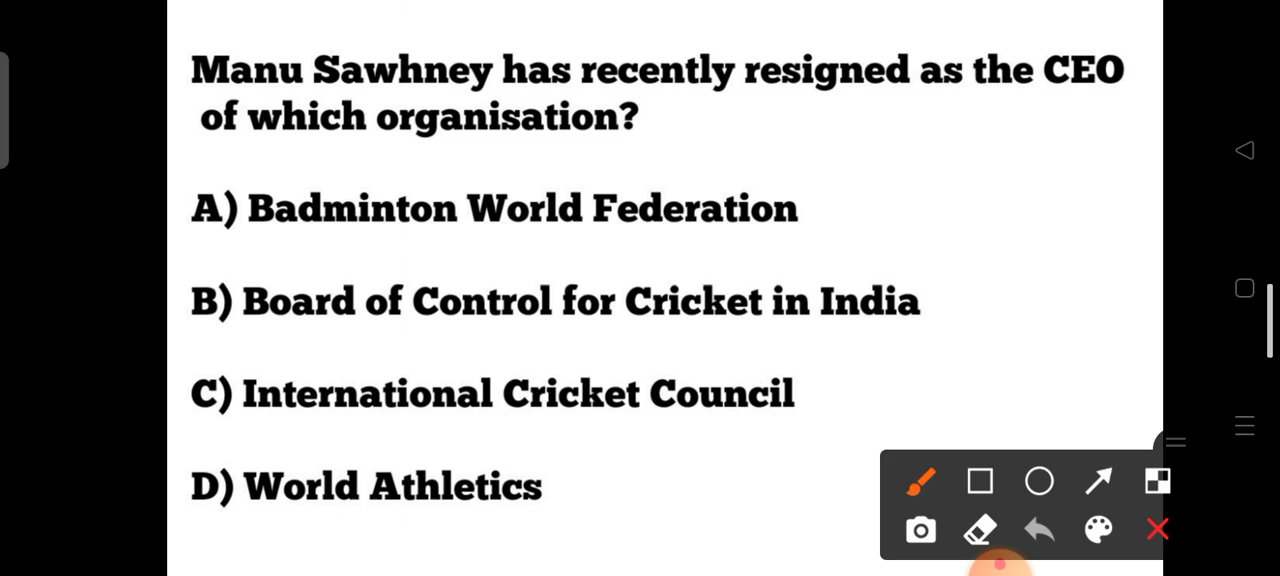 Manu Sawhney has recently resigned as the CEO
of which organisation?
A) Badminton World Federation
B) Board of Control for Cricket in India
C) International Cricket Council
D) World Athletics